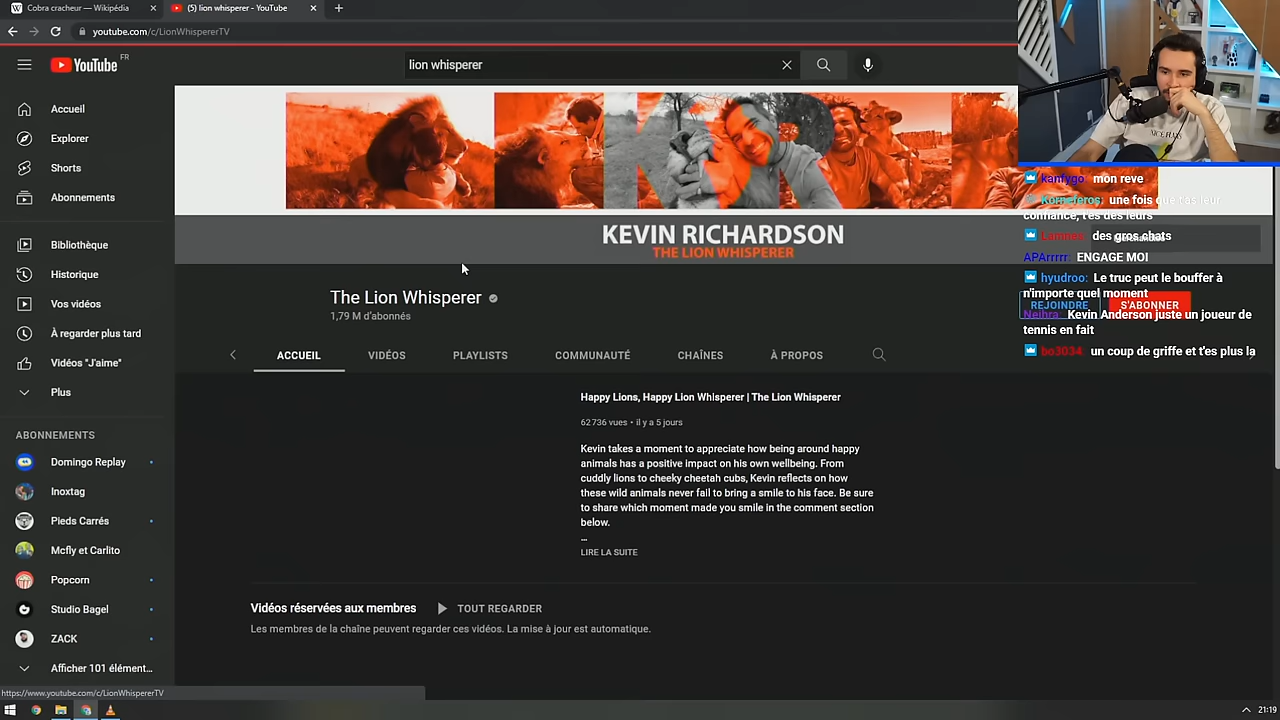 Cobra cracheur — Wikipédia
(5) lion whisperer - YouTube
youtube.com/c/LionWhispererTV
YouTube FR
lion whisperer
Accueil
Explorer
Shorts
Abonnements
Bibliothèque
Historique
Vos vidéos
À regarder plus tard
Vidéos "J'aime"
Plus
ABONNEMENTS
Domingo Replay
Inoxtag
Pieds Carrés
Mcfly et Carlito
Popcorn
Studio Bagel
ZACK
Afficher 101 élément...
KEVIN RICHARDSON
THE LION WHISPERER
The Lion Whisperer
1,79 M d'abonnés
REJOINDRE
S'ABONNER
ACCUEIL
VIDÉOS
PLAYLISTS
COMMUNAUTÉ
CHAÎNES
À PROPOS
Happy Lions, Happy Lion Whisperer | The Lion Whisperer
62 736 vues • il y a 5 jours
Kevin takes a moment to appreciate how being around happy
animals has a positive impact on his own wellbeing. From
cuddly lions to cheeky cheetah cubs, Kevin reflects on how
these wild animals never fail to bring a smile to his face. Be sure
to share which moment made you smile in the comment section
below.
...
LIRE LA SUITE
Vidéos réservées aux membres
TOUT REGARDER
Les membres de la chaîne peuvent regarder ces vidéos. La mise à jour est automatique.
kanfygo: mon reve
Korneferos: une fois que t'as leur
confiance, t'es des leurs
des gros chats
APArrrrr: ENGAGE MOI
hyudroo: Le truc peut le bouffer à
n'importe quel moment
Neihra: Kevin Anderson juste un joueur de
tennis en fait
bo3034: un coup de griffe et t'es plus la
https://www.youtube.com/c/LionWhispererTV
21:19